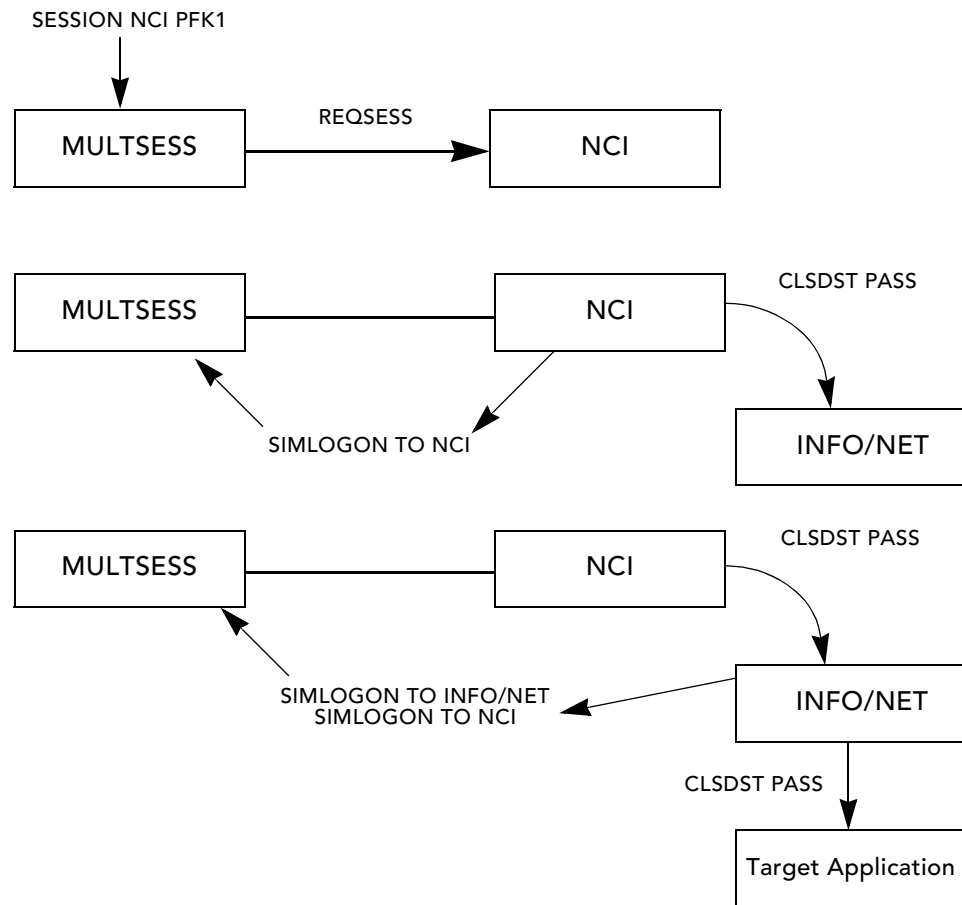 SESSION NCI PFK1
REQSESS
MULTSESS
NCI
CLSDST PASS
MULTSESS
NCI
SIMLOGON TO NCI
INFO/NET
CLSDST PASS
MULTSESS
NCI
SIMLOGON TO INFO/NET
SIMLOGON TO NCI
INFO/NET
CLSDST PASS
Target Application